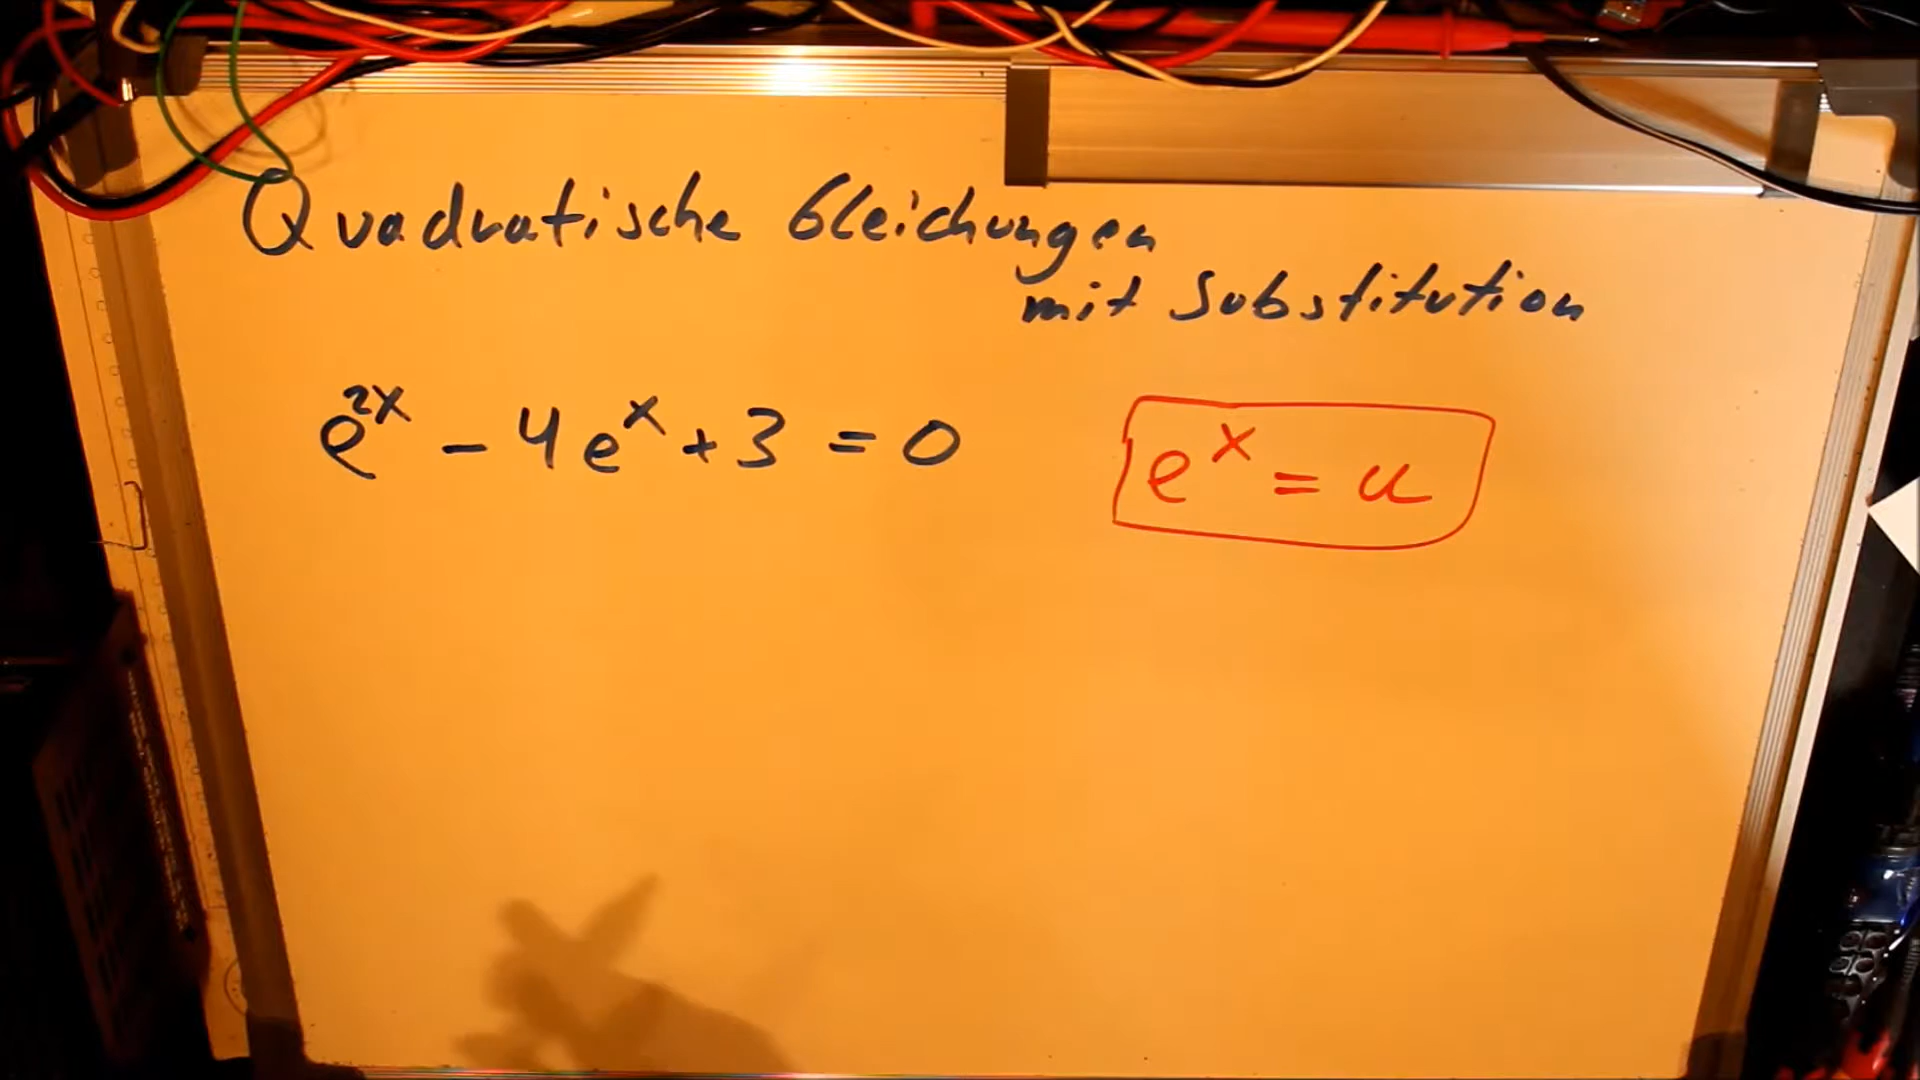 Quadratische Gleichungen
mit Substitution
e^{2x} - 4e^x + 3 = 0
e^x = u